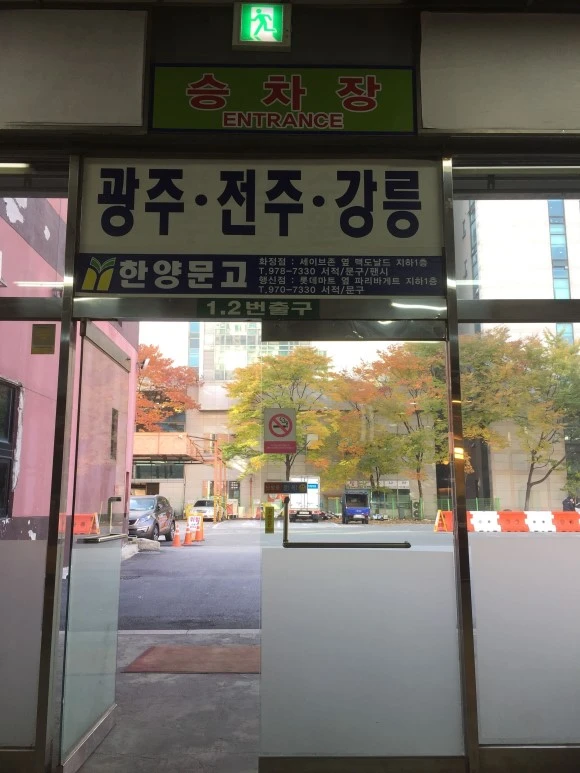 승 차 장
ENTRANCE
광주·전주·강릉
한양문고
화정점 : 세이브존 옆 맥도날드 지하1층
T.978-7330 서적/문구/팬시
행신점 : 롯데마트 옆 파리바게트 지하1층
T.970-7330 서적/문구
1.2번출구